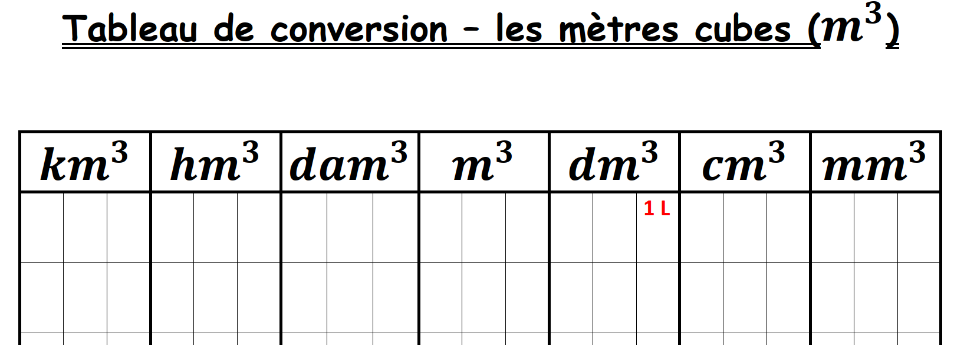 Tableau de conversion – les mètres cubes (m³)
km³ hm³ dam³ m³ dm³ cm³ mm³
1 L